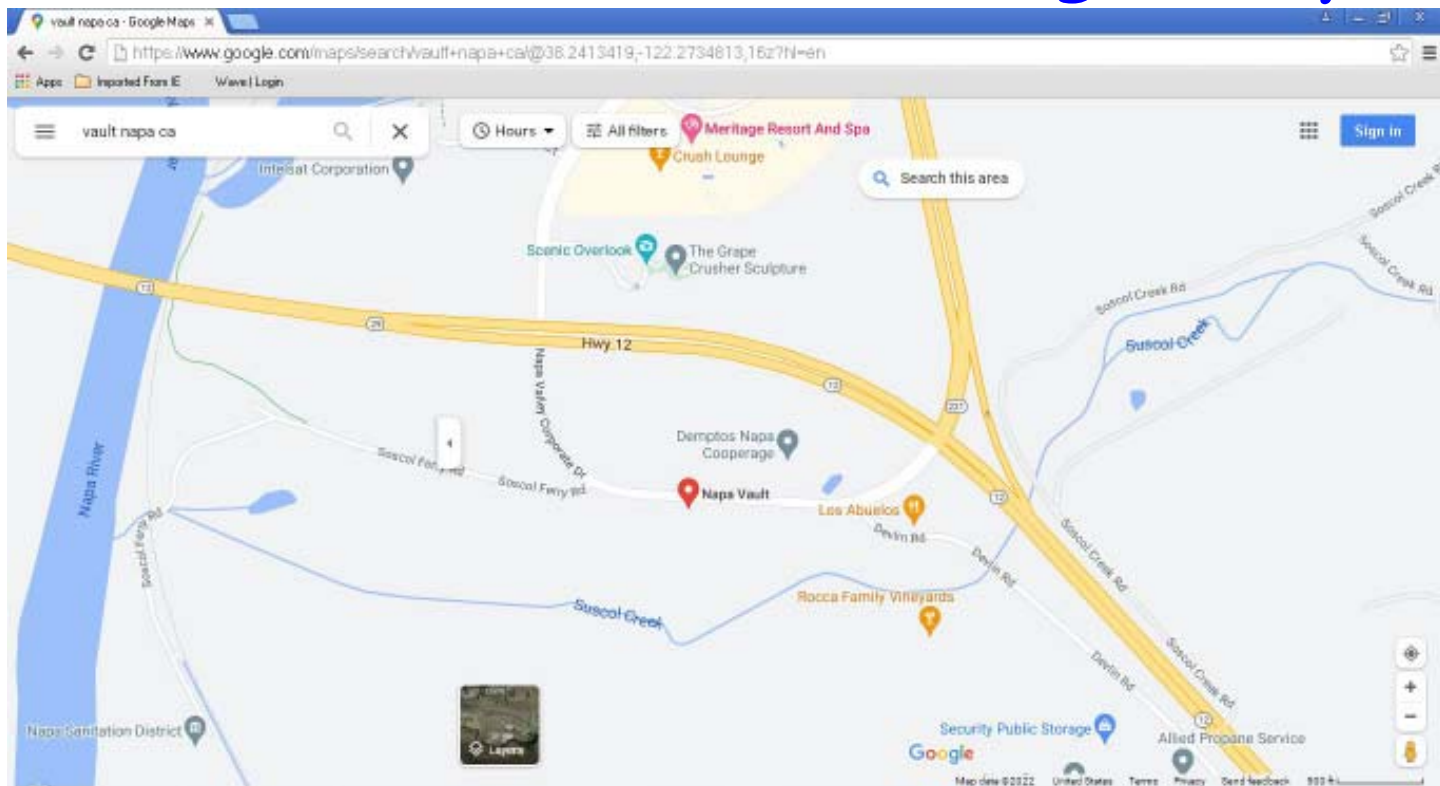 vault napa ca - Google Maps
https://www.google.com/maps/search/vault+napa+ca/@38.2413419,-122.2734813,16z?hl=en
Apps Imported From IE Wave | Login
vault napa ca
Hours
All filters
Meritage Resort And Spa
Sign in
Crush Lounge
Intelsat Corporation
Search this area
Soscol Creek Rd
Soscol Creek Rd
Scenic Overlook
The Grape
Crusher Sculpture
Soscol Creek Rd
12
29
Hwy 12
Suscol Creek
Napa Valley Corporate Dr
12
221
Demptos Napa
Cooperage
Napa River
Soscol Ferry Rd
Soscol Ferry Rd
Napa Vault
12
Los Abuelos
Devlin Rd
Soscol Ferry Rd
Soscol Creek Rd
Devlin Rd
Rocca Family Vineyards
Suscol Creek
Soscol Creek Rd
Devlin Rd
Napa Sanitation District
Layers
Security Public Storage
12
Allied Propane Service
Google
Map data ©2022 United States Terms Privacy Send feedback 500 ft